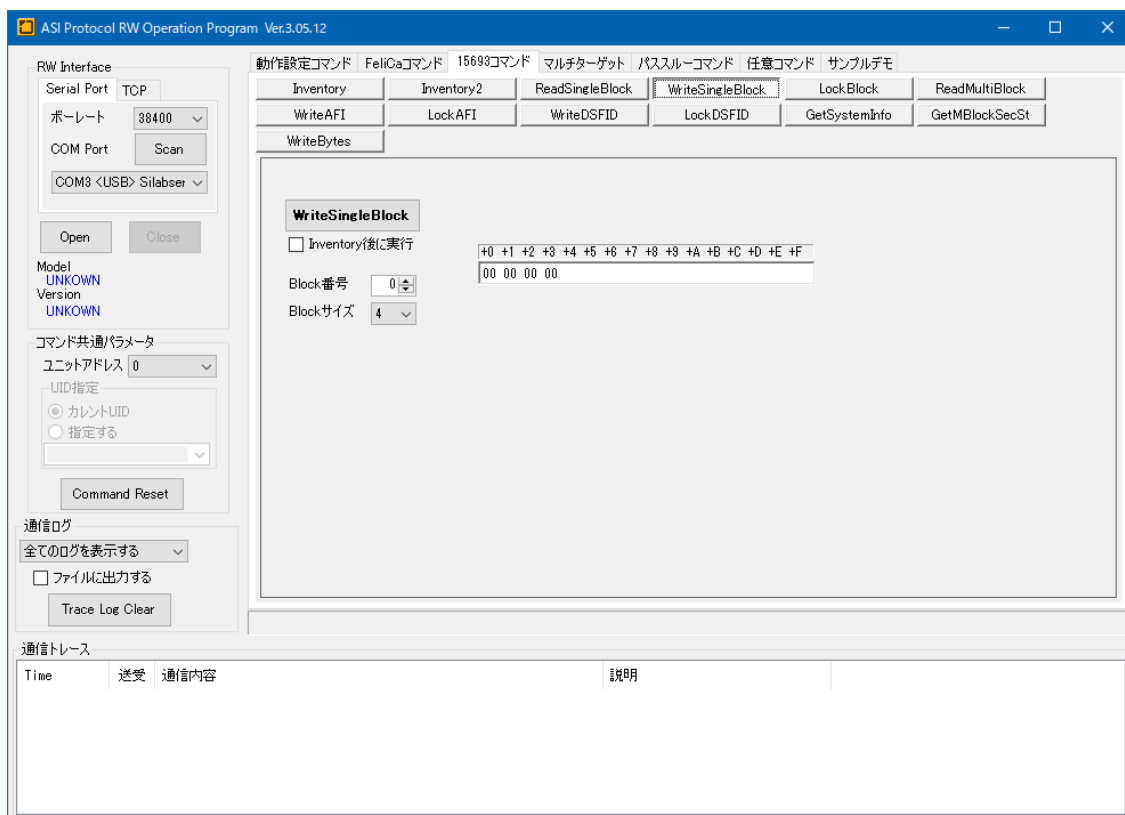 ASI Protocol RW Operation Program Ver.3.05.12
RW Interface
Serial Port TCP
ボーレート 38400
COM Port Scan
COM3 <USB> Silabser
Open Close
Model
UNKOWN
Version
UNKOWN
コマンド共通パラメータ
ユニットアドレス 0
UID指定
カレントUID
指定する
Command Reset
通信ログ
全てのログを表示する
ファイルに出力する
Trace Log Clear
動作設定コマンド FeliCaコマンド 15693コマンド マルチターゲット パススルーコマンド 任意コマンド サンプルデモ
Inventory Inventory2 ReadSingleBlock WriteSingleBlock LockBlock ReadMultiBlock
WriteAFI LockAFI WriteDSFID LockDSFID GetSystemInfo GetMBlockSecSt
WriteBytes
WriteSingleBlock
Inventory後に実行
+0 +1 +2 +3 +4 +5 +6 +7 +8 +9 +A +B +C +D +E +F
00 00 00 00
Block番号 0
Blockサイズ 4
通信トレース
Time 送受 通信内容 説明